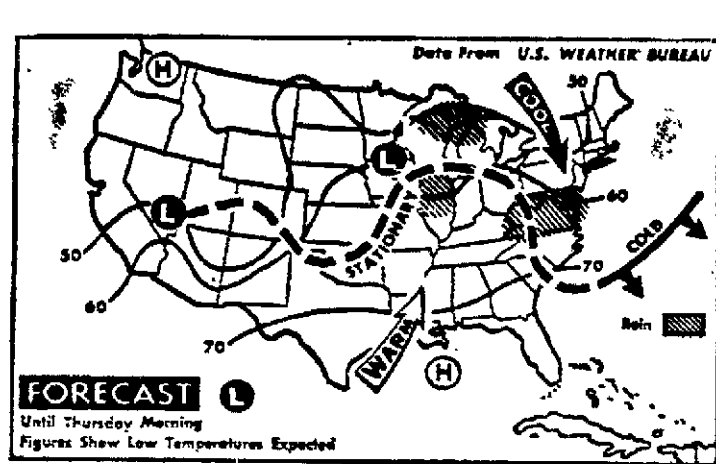 Data From U.S. WEATHER BUREAU
H
COOL
50
L
60
L
STATIONARY
50
COLD
60
70
70
Rain
WARM
H
FORECAST L
Until Thursday Morning
Figures Show Low Temperatures Expected